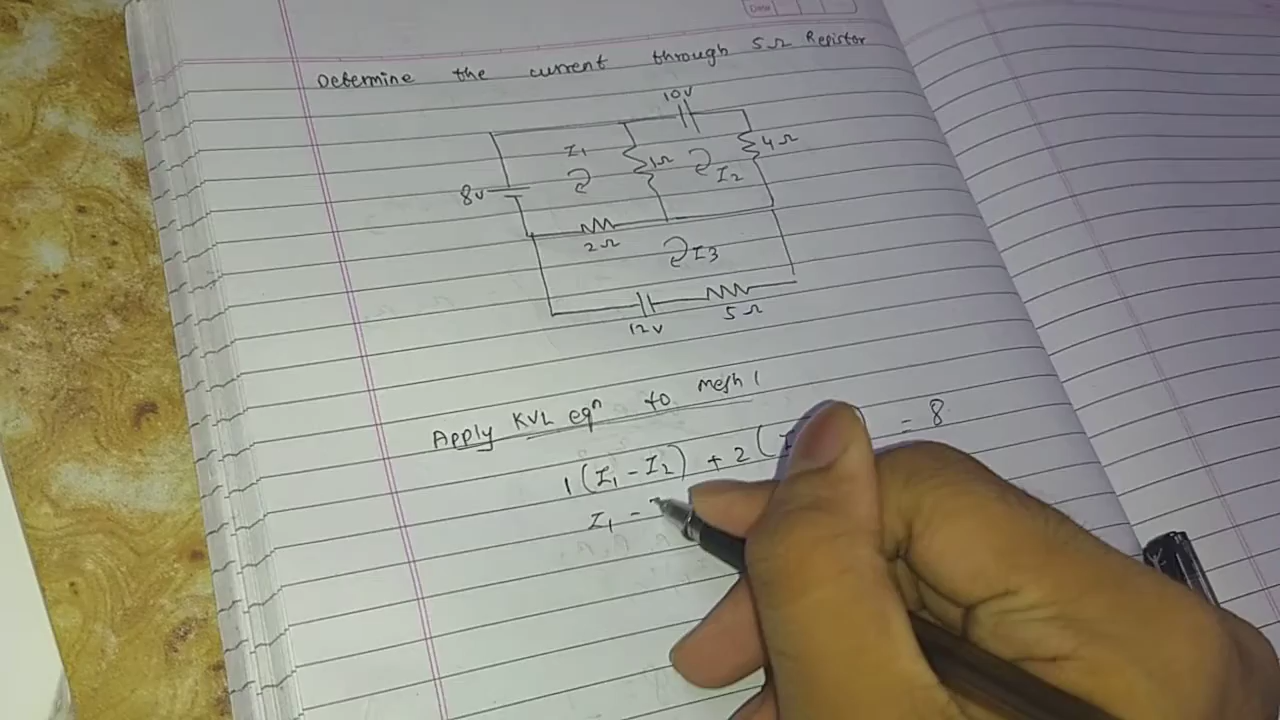 Date
Determine the current through 5Ω Resistor
10V
I1
1Ω
4Ω
I2
8v
2Ω
I3
12v
5Ω
Apply KVL eqⁿ to mesh 1
1(I1 - I2) + 2( = 8
I1 -